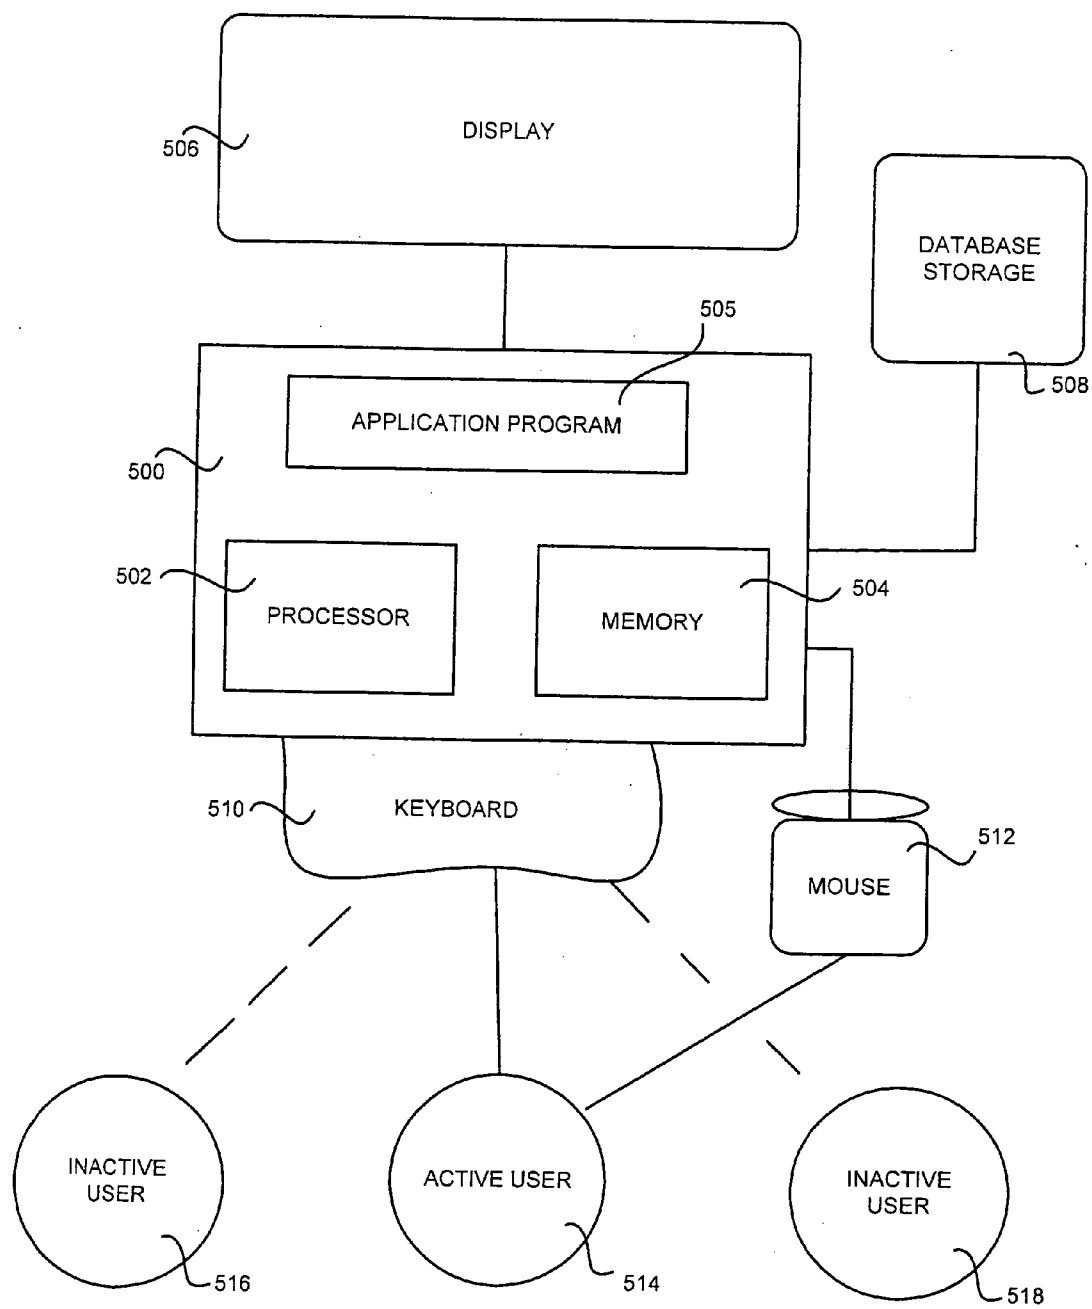 DISPLAY
506
DATABASE
STORAGE
508
505
APPLICATION PROGRAM
500
502
PROCESSOR
504
MEMORY
510
KEYBOARD
512
MOUSE
INACTIVE
USER
516
ACTIVE USER
514
INACTIVE
USER
518